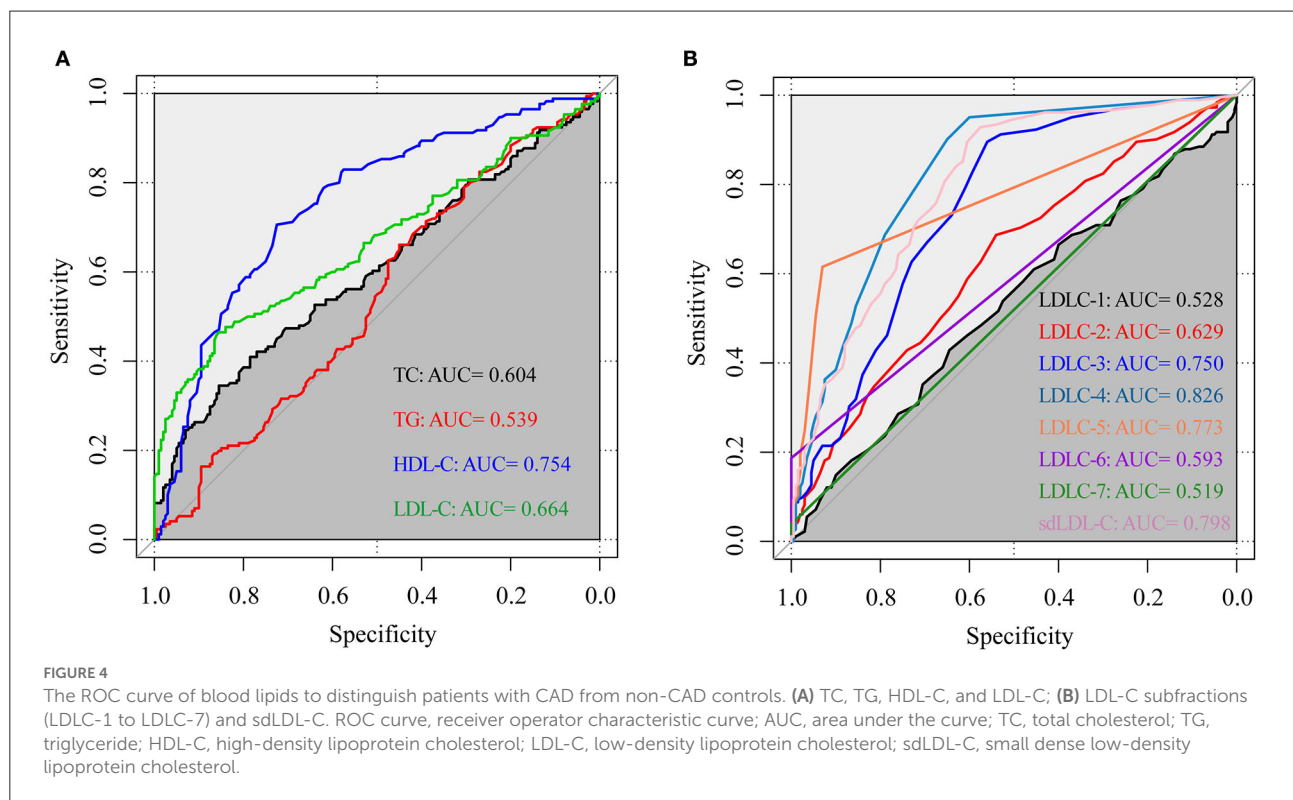 A
Sensitivity
1.0
0.8
0.6
0.4
0.2
0.0
TC: AUC= 0.604
TG: AUC= 0.539
HDL-C: AUC= 0.754
LDL-C: AUC= 0.664
1.0 0.8 0.6 0.4 0.2 0.0
Specificity
B
Sensitivity
1.0
0.8
0.6
0.4
0.2
0.0
LDLC-1: AUC= 0.528
LDLC-2: AUC= 0.629
LDLC-3: AUC= 0.750
LDLC-4: AUC= 0.826
LDLC-5: AUC= 0.773
LDLC-6: AUC= 0.593
LDLC-7: AUC= 0.519
sdLDL-C: AUC= 0.798
1.0 0.8 0.6 0.4 0.2 0.0
Specificity
FIGURE 4
The ROC curve of blood lipids to distinguish patients with CAD from non-CAD controls. (A) TC, TG, HDL-C, and LDL-C; (B) LDL-C subfractions
(LDLC-1 to LDLC-7) and sdLDL-C. ROC curve, receiver operator characteristic curve; AUC, area under the curve; TC, total cholesterol; TG,
triglyceride; HDL-C, high-density lipoprotein cholesterol; LDL-C, low-density lipoprotein cholesterol; sdLDL-C, small dense low-density
lipoprotein cholesterol.